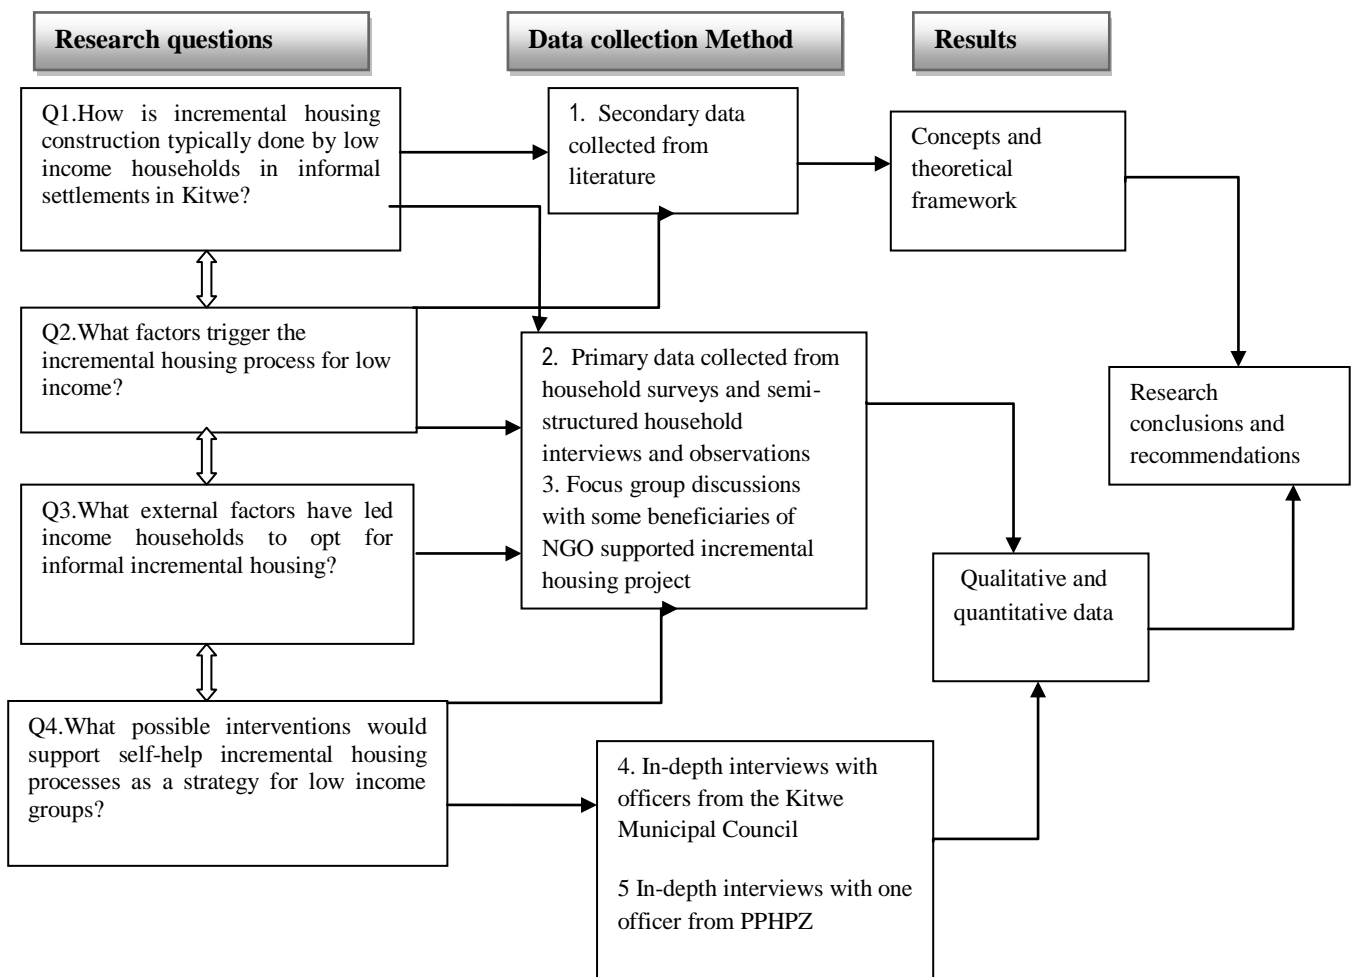 Research questions
Data collection Method
Results
Q1.How is incremental housing
construction typically done by low
income households in informal
settlements in Kitwe?
1. Secondary data
collected from
literature
Concepts and
theoretical
framework
Q2.What factors trigger the
incremental housing process for low
income?
2. Primary data collected from
household surveys and semi-
structured household
interviews and observations
3. Focus group discussions
with some beneficiaries of
NGO supported incremental
housing project
Research
conclusions and
recommendations
Q3.What external factors have led
income households to opt for
informal incremental housing?
Qualitative and
quantitative data
Q4.What possible interventions would
support self-help incremental housing
processes as a strategy for low income
groups?
4. In-depth interviews with
officers from the Kitwe
Municipal Council
5 In-depth interviews with one
officer from PPHPZ